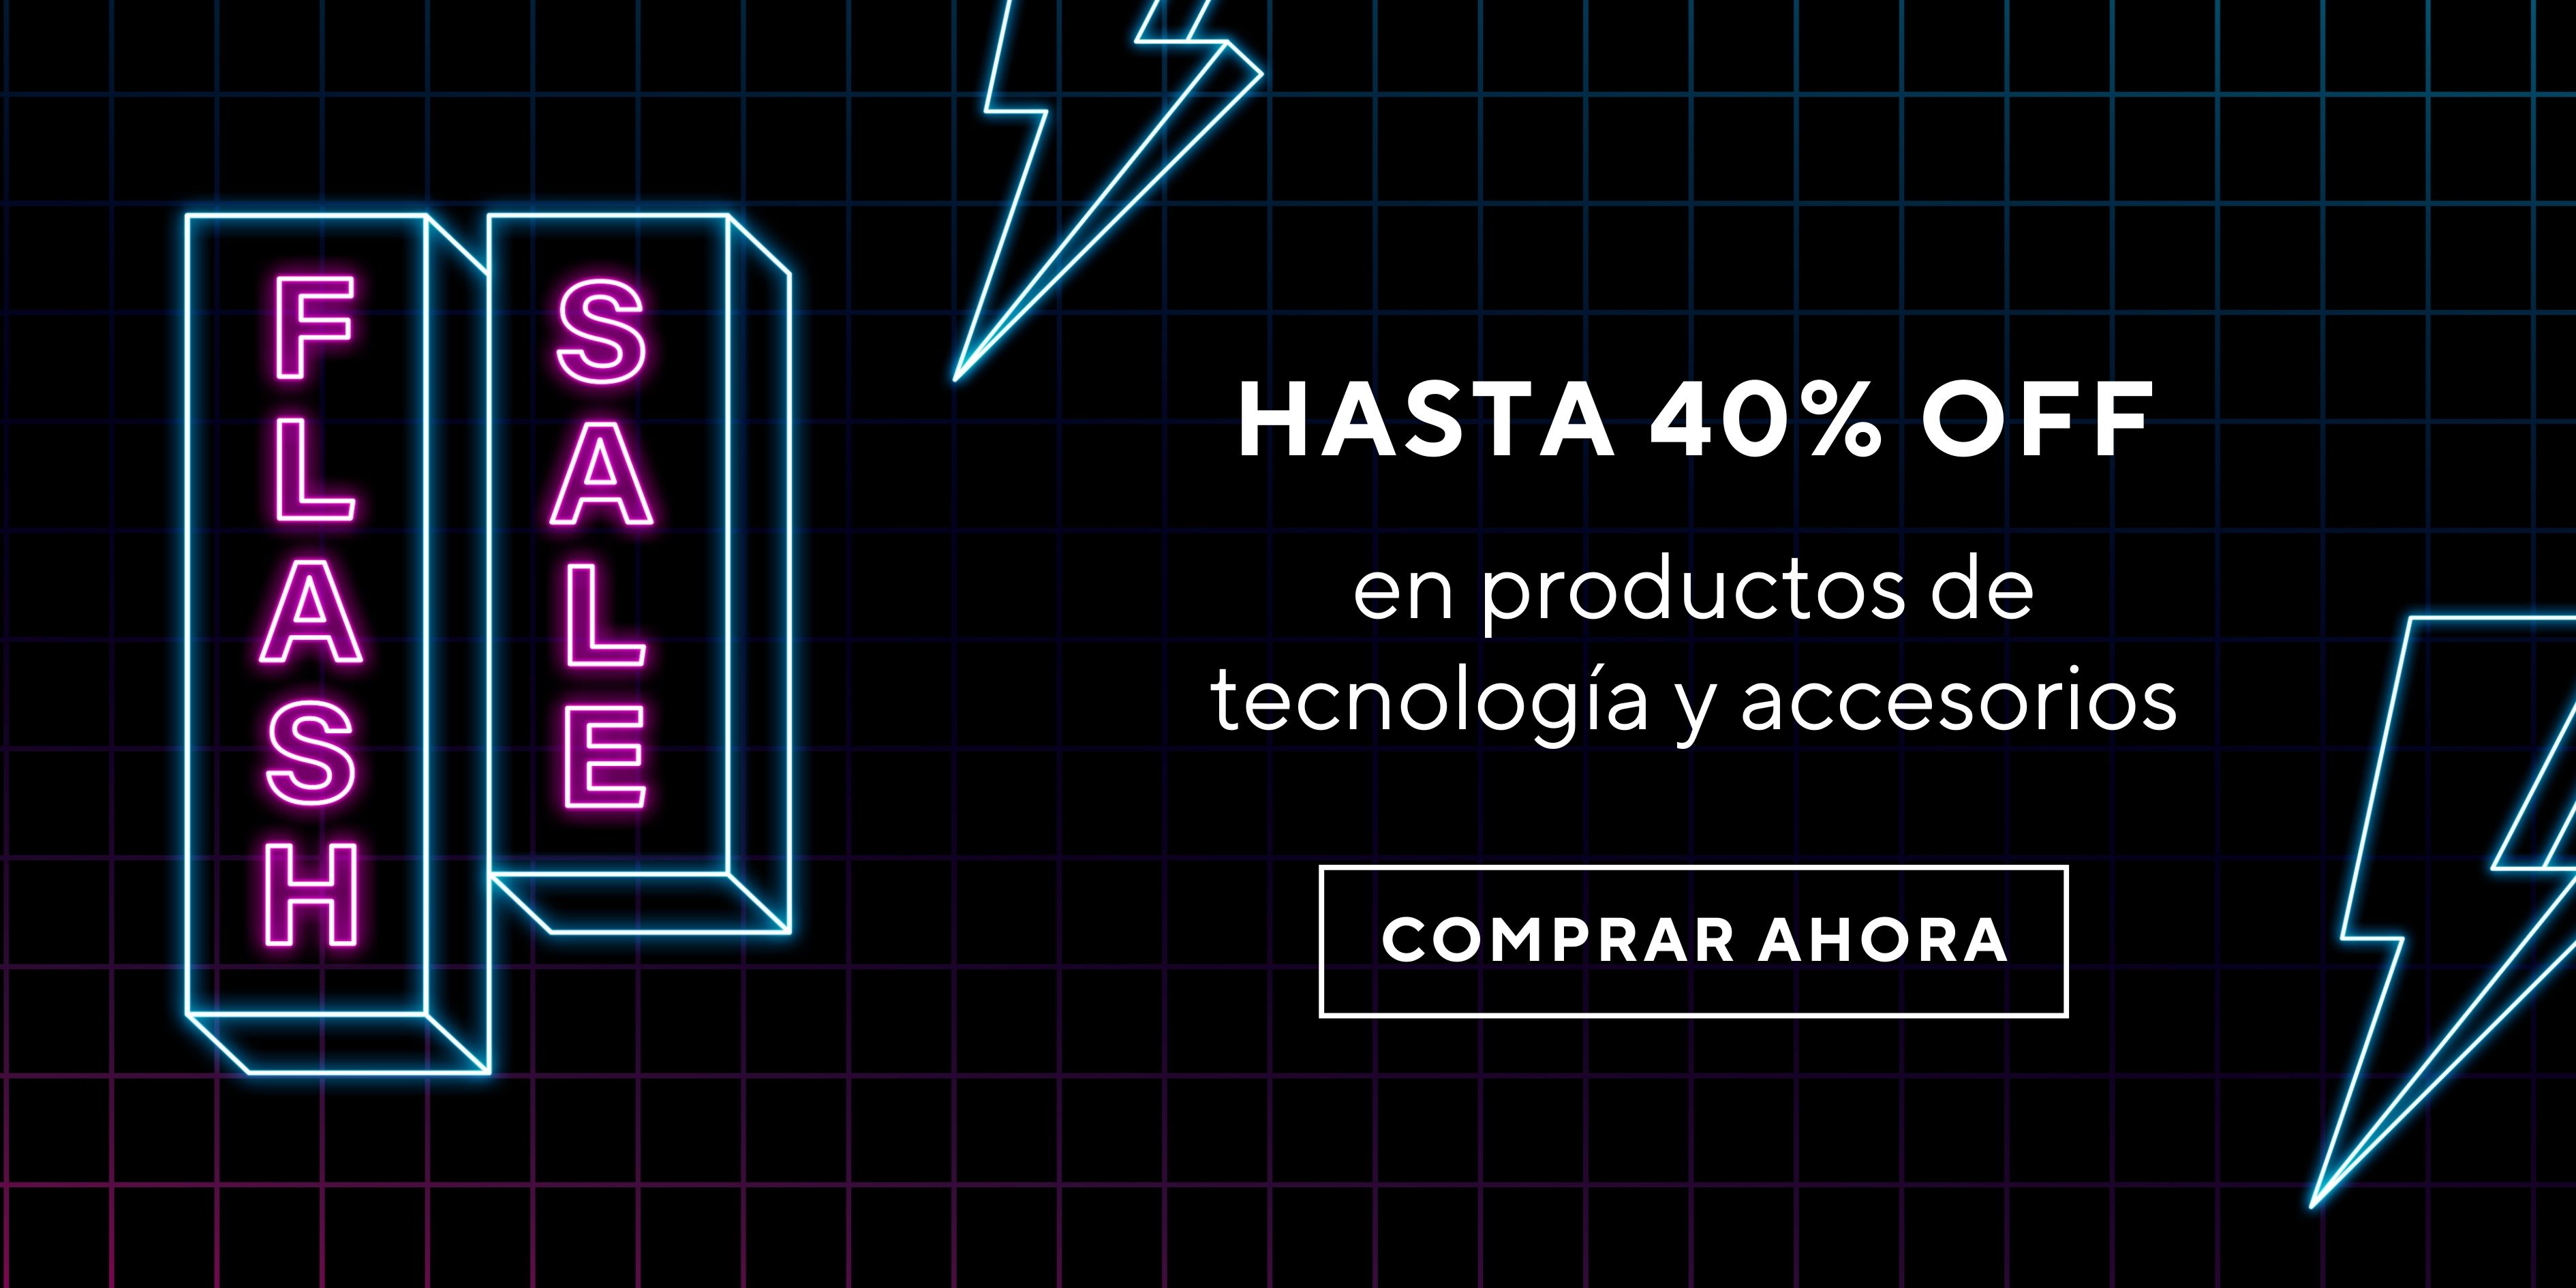 FLASH
SALE
HASTA 40% OFF
en productos de
tecnología y accesorios
COMPRAR AHORA